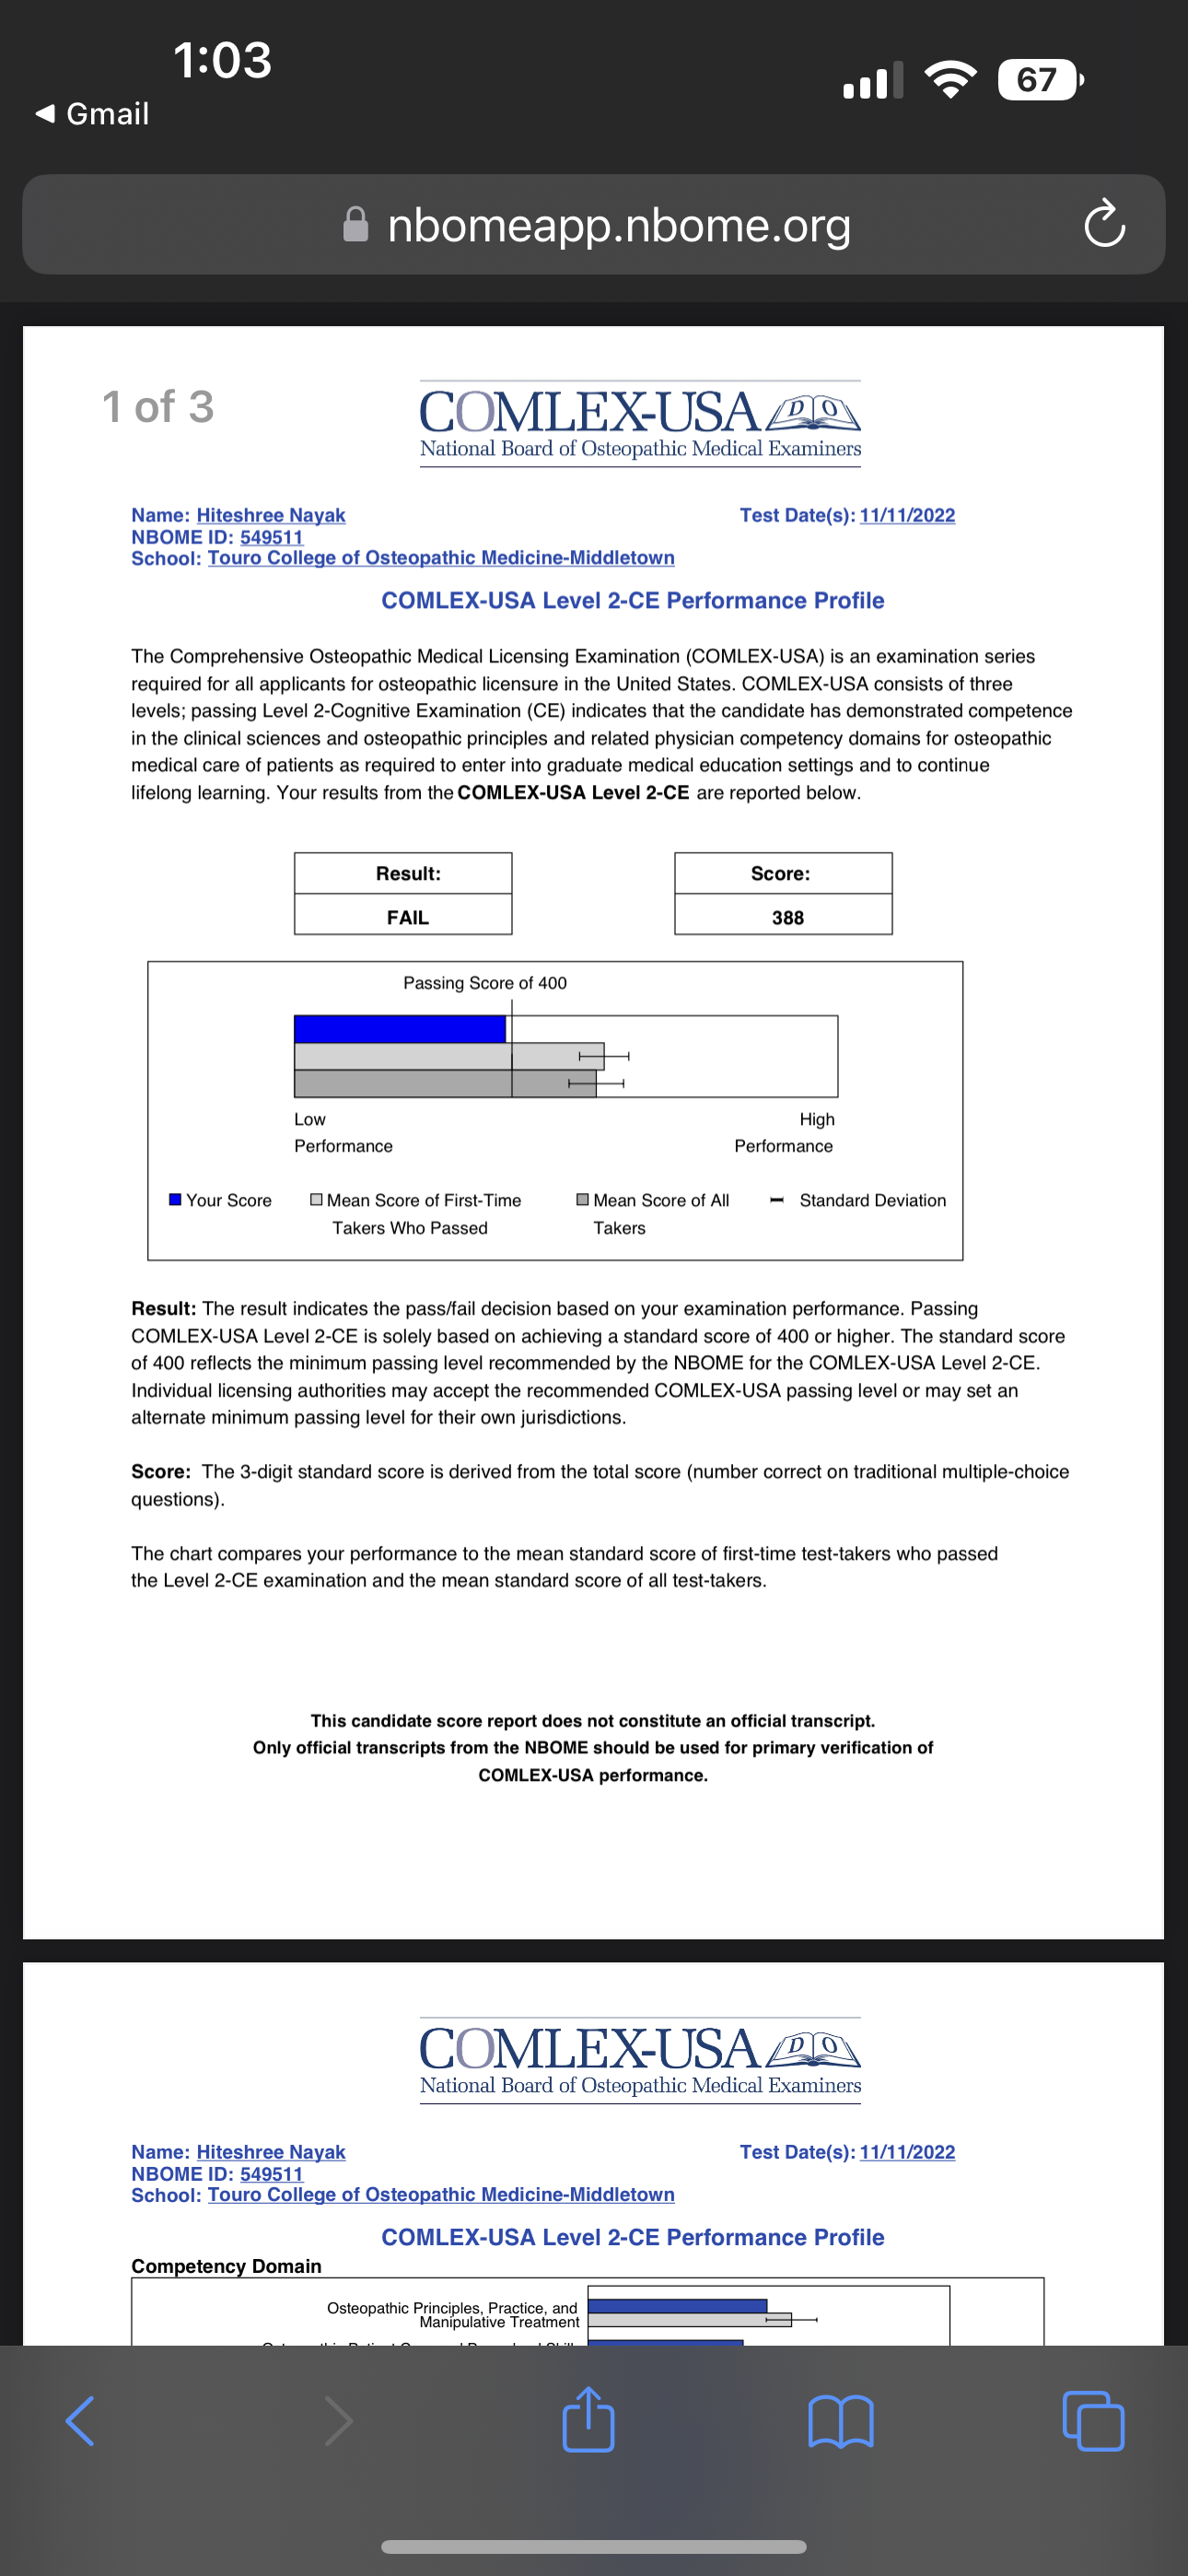 1:03
67
◀ Gmail
nbomeapp.nbome.org
1 of 3
COMLEX-USA DO
National Board of Osteopathic Medical Examiners
Name: Hiteshree Nayak
Test Date(s): 11/11/2022
NBOME ID: 549511
School: Touro College of Osteopathic Medicine-Middletown
COMLEX-USA Level 2-CE Performance Profile
The Comprehensive Osteopathic Medical Licensing Examination (COMLEX-USA) is an examination series
required for all applicants for osteopathic licensure in the United States. COMLEX-USA consists of three
levels; passing Level 2-Cognitive Examination (CE) indicates that the candidate has demonstrated competence
in the clinical sciences and osteopathic principles and related physician competency domains for osteopathic
medical care of patients as required to enter into graduate medical education settings and to continue
lifelong learning. Your results from the COMLEX-USA Level 2-CE are reported below.
Result:
FAIL
Score:
388
Passing Score of 400
Low
Performance
High
Performance
Your Score
Mean Score of First-Time
Takers Who Passed
Mean Score of All
Takers
Standard Deviation
Result: The result indicates the pass/fail decision based on your examination performance. Passing
COMLEX-USA Level 2-CE is solely based on achieving a standard score of 400 or higher. The standard score
of 400 reflects the minimum passing level recommended by the NBOME for the COMLEX-USA Level 2-CE.
Individual licensing authorities may accept the recommended COMLEX-USA passing level or may set an
alternate minimum passing level for their own jurisdictions.
Score: The 3-digit standard score is derived from the total score (number correct on traditional multiple-choice
questions).
The chart compares your performance to the mean standard score of first-time test-takers who passed
the Level 2-CE examination and the mean standard score of all test-takers.
This candidate score report does not constitute an official transcript.
Only official transcripts from the NBOME should be used for primary verification of
COMLEX-USA performance.
COMLEX-USA DO
National Board of Osteopathic Medical Examiners
Name: Hiteshree Nayak
Test Date(s): 11/11/2022
NBOME ID: 549511
School: Touro College of Osteopathic Medicine-Middletown
COMLEX-USA Level 2-CE Performance Profile
Competency Domain
Osteopathic Principles, Practice, and
Manipulative Treatment